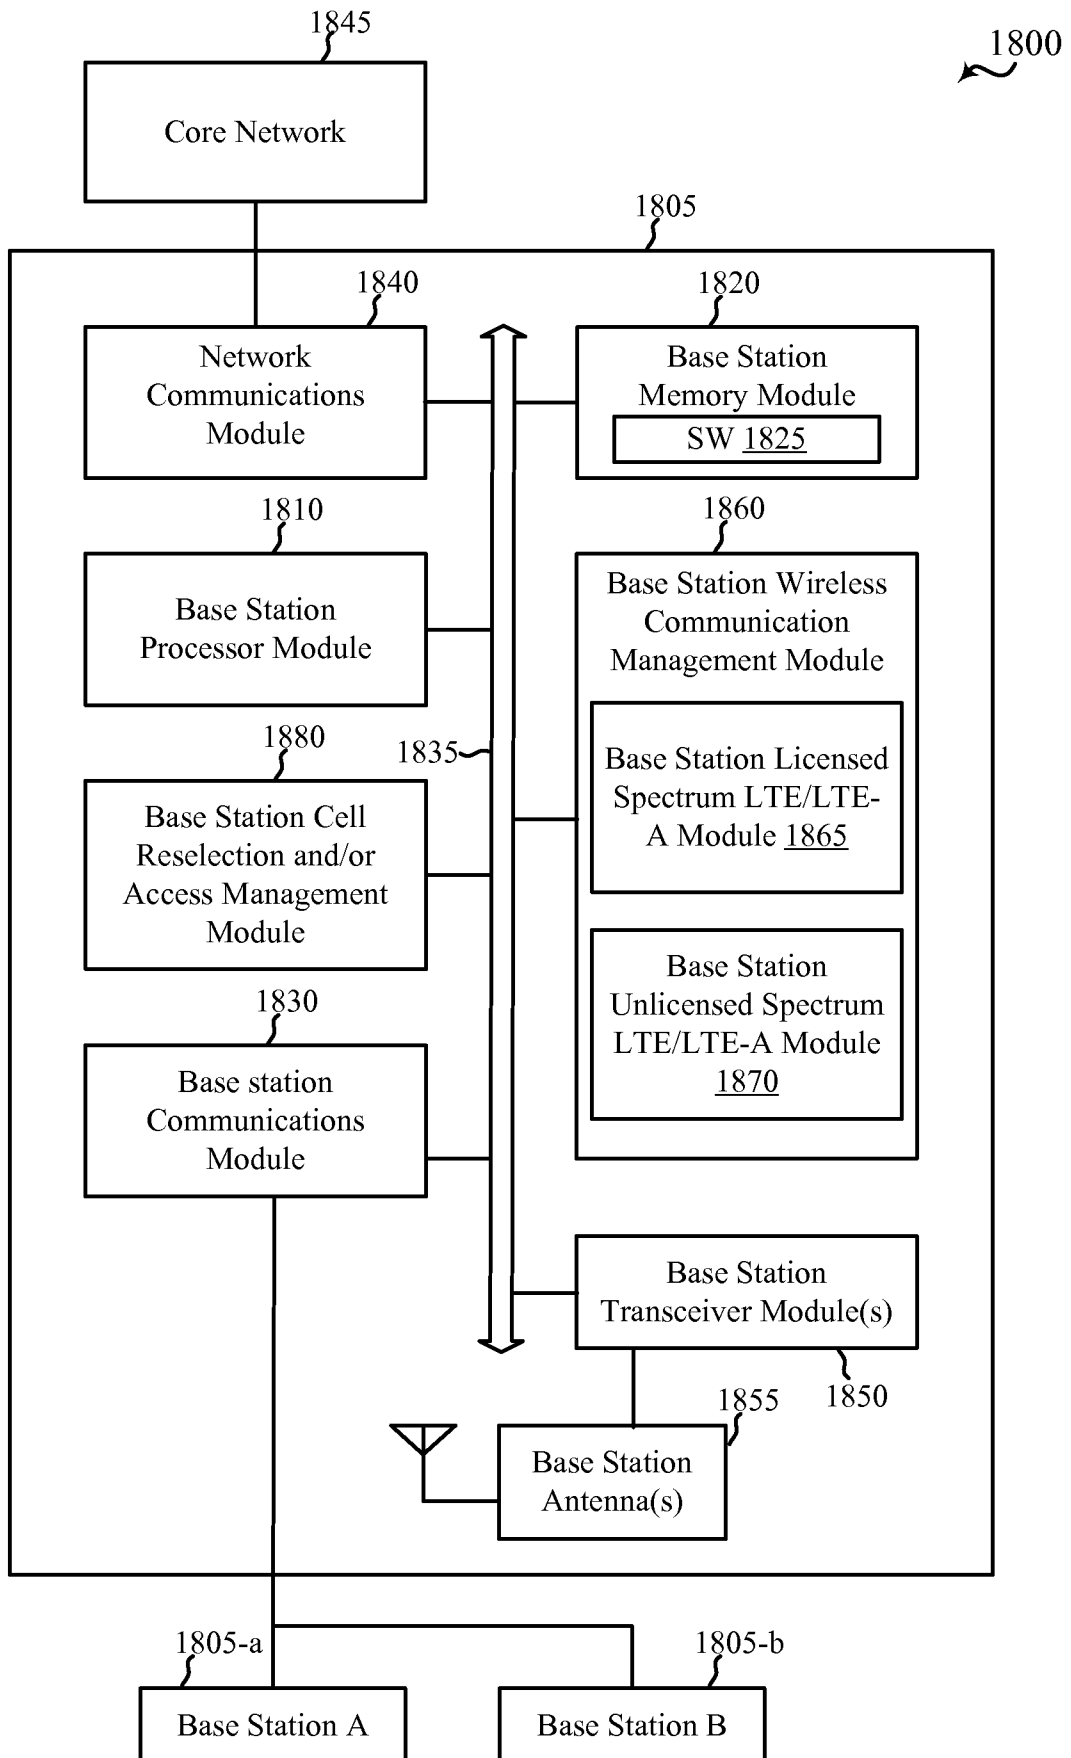 1845
1800
Core Network
1805
1840
1820
Network
Communications
Module
Base Station
Memory Module
SW 1825
1810
1860
Base Station
Processor Module
Base Station Wireless
Communication
Management Module
1880
1835
Base Station Cell
Reselection and/or
Access Management
Module
Base Station Licensed
Spectrum LTE/LTE-
A Module 1865
Base Station
Unlicensed Spectrum
LTE/LTE-A Module
1870
1830
Base station
Communications
Module
Base Station
Transceiver Module(s)
1850
1855
Base Station
Antenna(s)
1805-a
1805-b
Base Station A
Base Station B